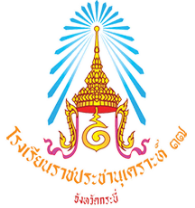 โรงเรียนราชประชานุเคราะห์ ๓๗
จังหวัดกระบี่